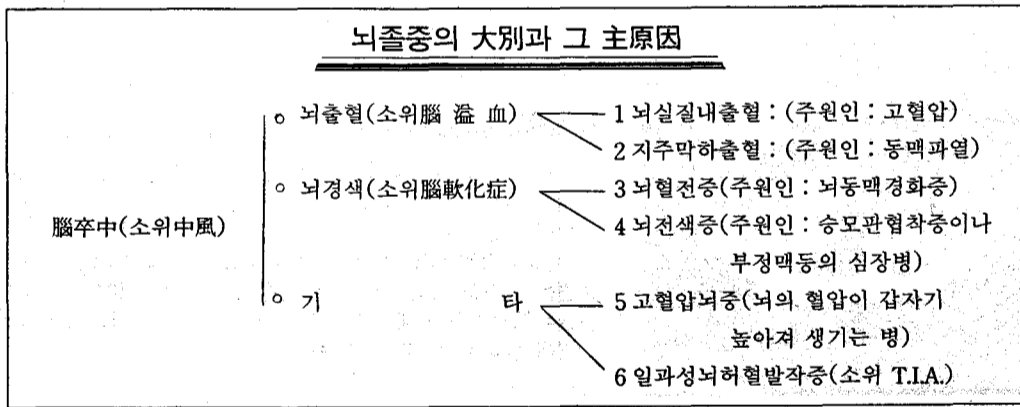 뇌졸중의 大別과 그 主原因
뇌출혈(소위腦 溢 血)
1 뇌실질내출혈 : (주원인 : 고혈압)
2 지주막하출혈 : (주원인 : 동맥파열)
뇌경색(소위腦軟化症)
3 뇌혈전증(주원인 : 뇌동맥경화증)
腦卒中(소위中風)
4 뇌전색증(주원인 : 승모관협착증이나
부정맥등의 심장병)
기 타
5 고혈압뇌증(뇌의 혈압이 갑자기
높아져 생기는 병)
6 일과성뇌허혈발작증(소위 T.I.A.)